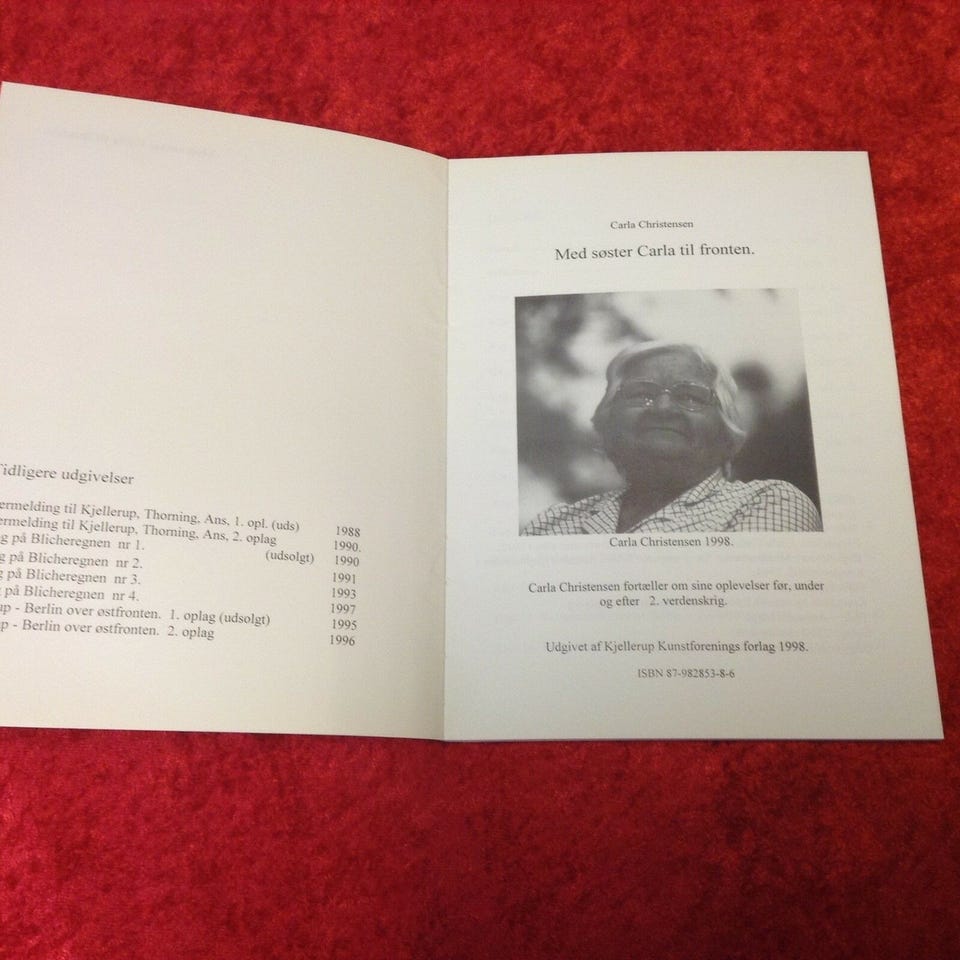 Tidligere udgivelser
ermelding til Kjellerup, Thorning, Ans, 1. opl. (uds) 1988
ermelding til Kjellerup, Thorning, Ans, 2. oplag 1990.
g på Blicheregnen nr 1. (udsolgt) 1990
g på Blicheregnen nr 2. 1991
g på Blicheregnen nr 3. 1993
g på Blicheregnen nr 4. 1997
up - Berlin over østfronten. 1. oplag (udsolgt) 1995
up - Berlin over østfronten. 2. oplag 1996
Carla Christensen
Med søster Carla til fronten.
Carla Christensen 1998.
Carla Christensen fortæller om sine oplevelser før, under
og efter 2. verdenskrig.
Udgivet af Kjellerup Kunstforenings forlag 1998.
ISBN 87-982853-8-6